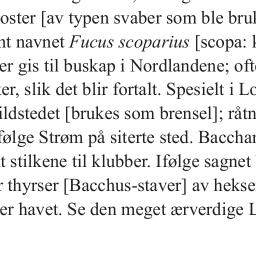 oster [av typen svaber som ble bruk
nt navnet Fucus scoparius [scopa: k
er gis til buskap i Nordlandene; ofte
ker, slik det blir fortalt. Spesielt i Lo
ildstedet [brukes som brensel]; råtn
følge Strøm på siterte sted. Bacchan
t stilkene til klubber. Ifølge sagnet
r thyrser [Bacchus-staver] av hekse
er havet. Se den meget ærverdige L